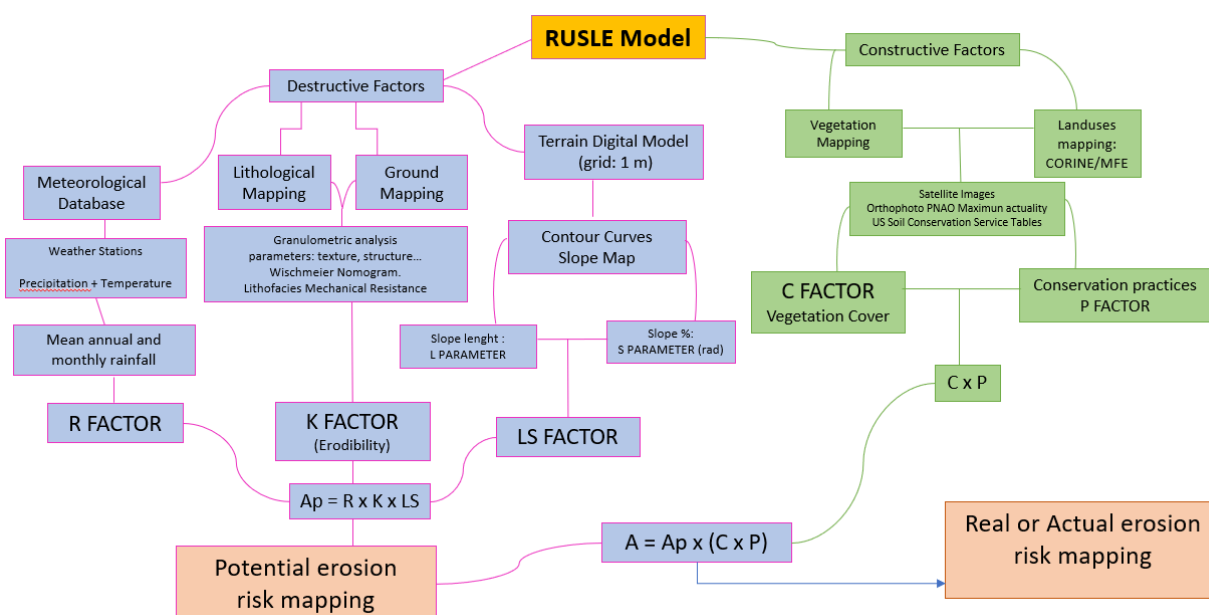 RUSLE Model
Constructive Factors
Destructive Factors
Vegetation
Mapping
Landuses
mapping:
CORINE/MFE
Terrain Digital Model
(grid: 1 m)
Lithological
Mapping
Ground
Mapping
Meteorological
Database
Satellite Images
Orthophoto PNAO Maximun actuality
US Soil Conservation Service Tables
Weather Stations
Precipitation + Temperature
Granulometric analysis
parameters: texture, structure...
Wischmeier Nomogram.
Lithofacies Mechanical Resistance
Contour Curves
Slope Map
C FACTOR
Vegetation Cover
Conservation practices
P FACTOR
Mean annual and
monthly rainfall
Slope lenght :
L PARAMETER
Slope %:
S PARAMETER (rad)
C x P
R FACTOR
K FACTOR
(Erodibility)
LS FACTOR
Ap = R x K x LS
A = Ap x (C x P)
Real or Actual erosion
risk mapping
Potential erosion
risk mapping